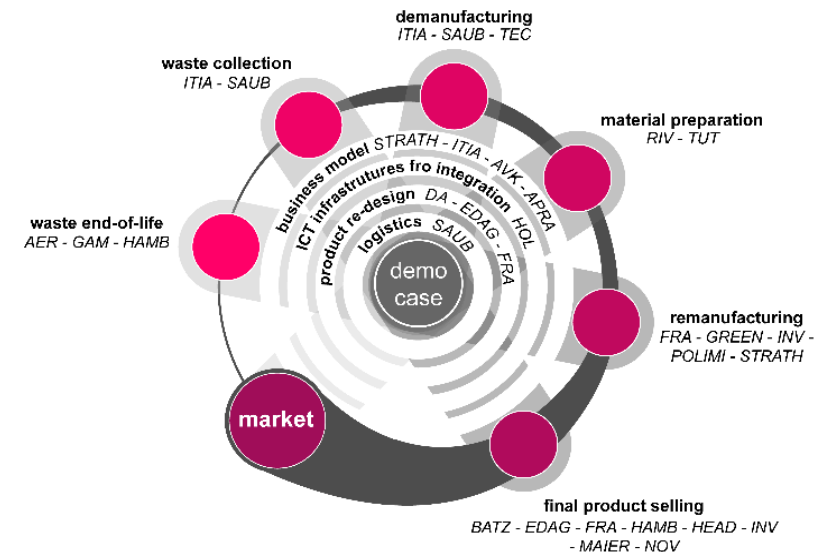 demanufacturing
ITIA - SAUB - TEC
waste collection
ITIA - SAUB
material preparation
RIV - TUT
business model STRATH - ITIA - AVK - APRA
ICT infrastrutures fro integration HOL
product re-design DA - EDAG - FRA
logistics SAUB
demo
case
waste end-of-life
AER - GAM - HAMB
remanufacturing
FRA - GREEN - INV -
POLIMI - STRATH
market
final product selling
BATZ - EDAG - FRA - HAMB - HEAD - INV
- MAIER - NOV